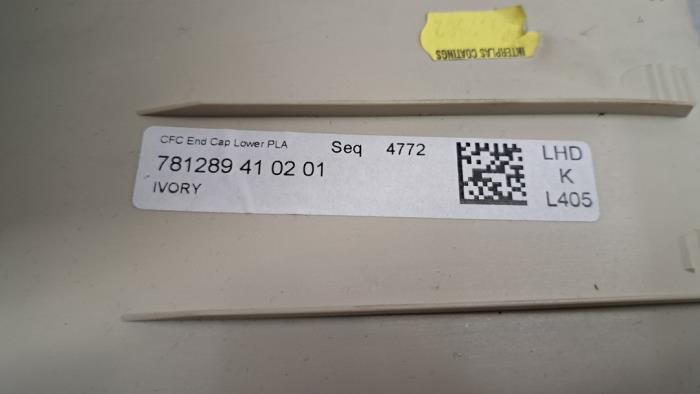 INTERPLAS COATINGS
CFC End Cap Lower PLA
Seq 4772
781289 41 02 01
IVORY
LHD
K
L405